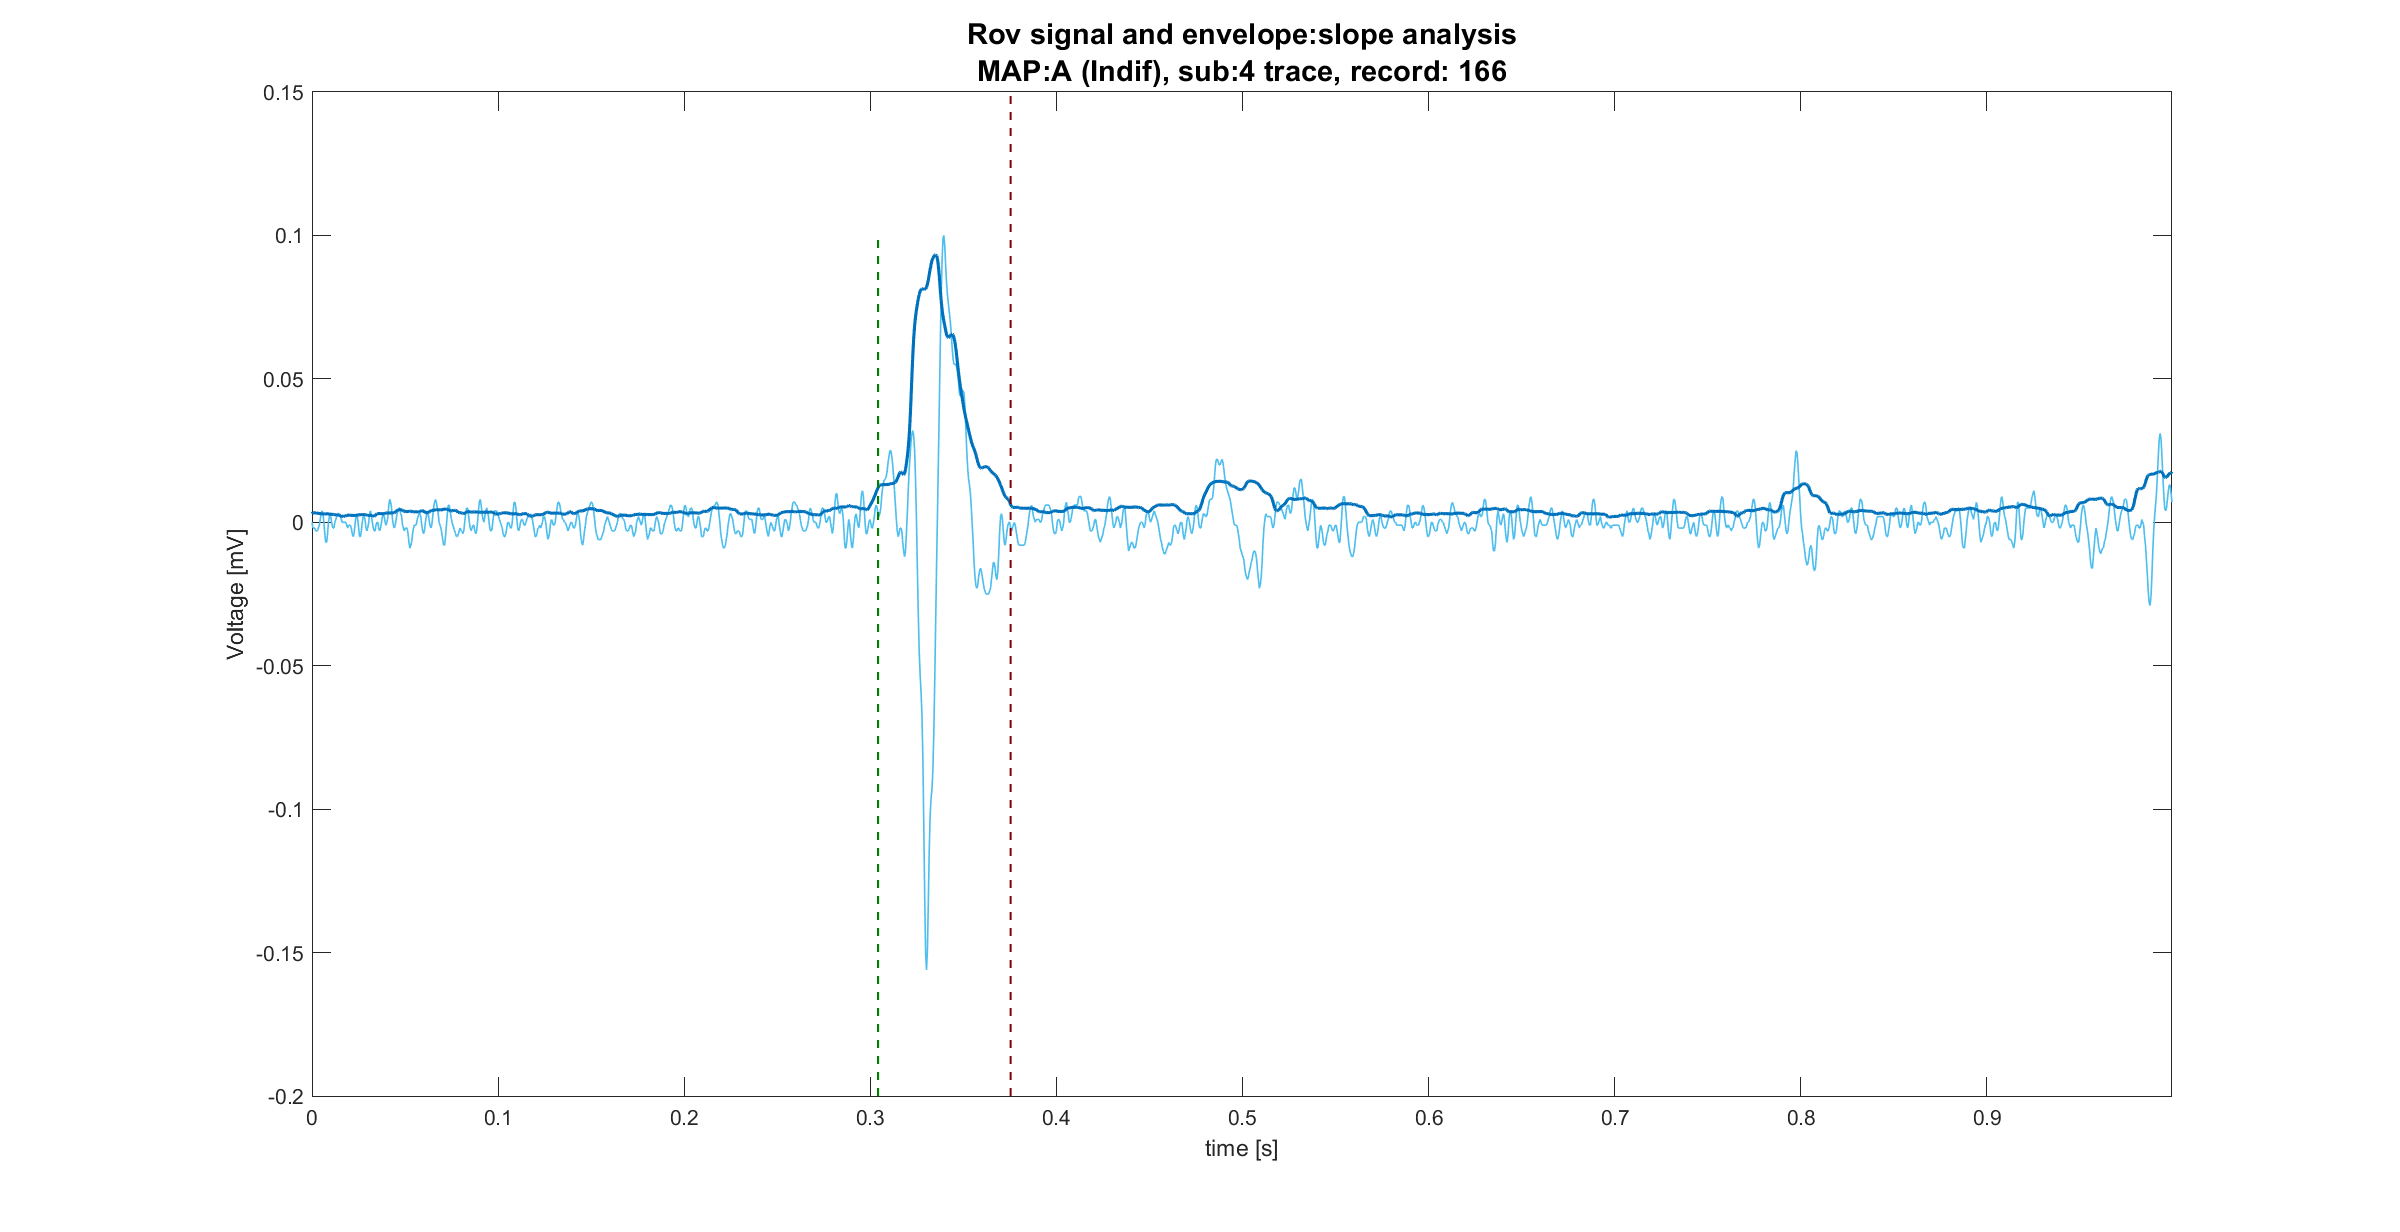 Rov signal and envelope:slope analysis
MAP:A (Indif), sub:4 trace, record: 166
0.15
0.1
0.05
0
-0.05
-0.1
-0.15
-0.2
Voltage [mV]
0 0.1 0.2 0.3 0.4 0.5 0.6 0.7 0.8 0.9
time [s]